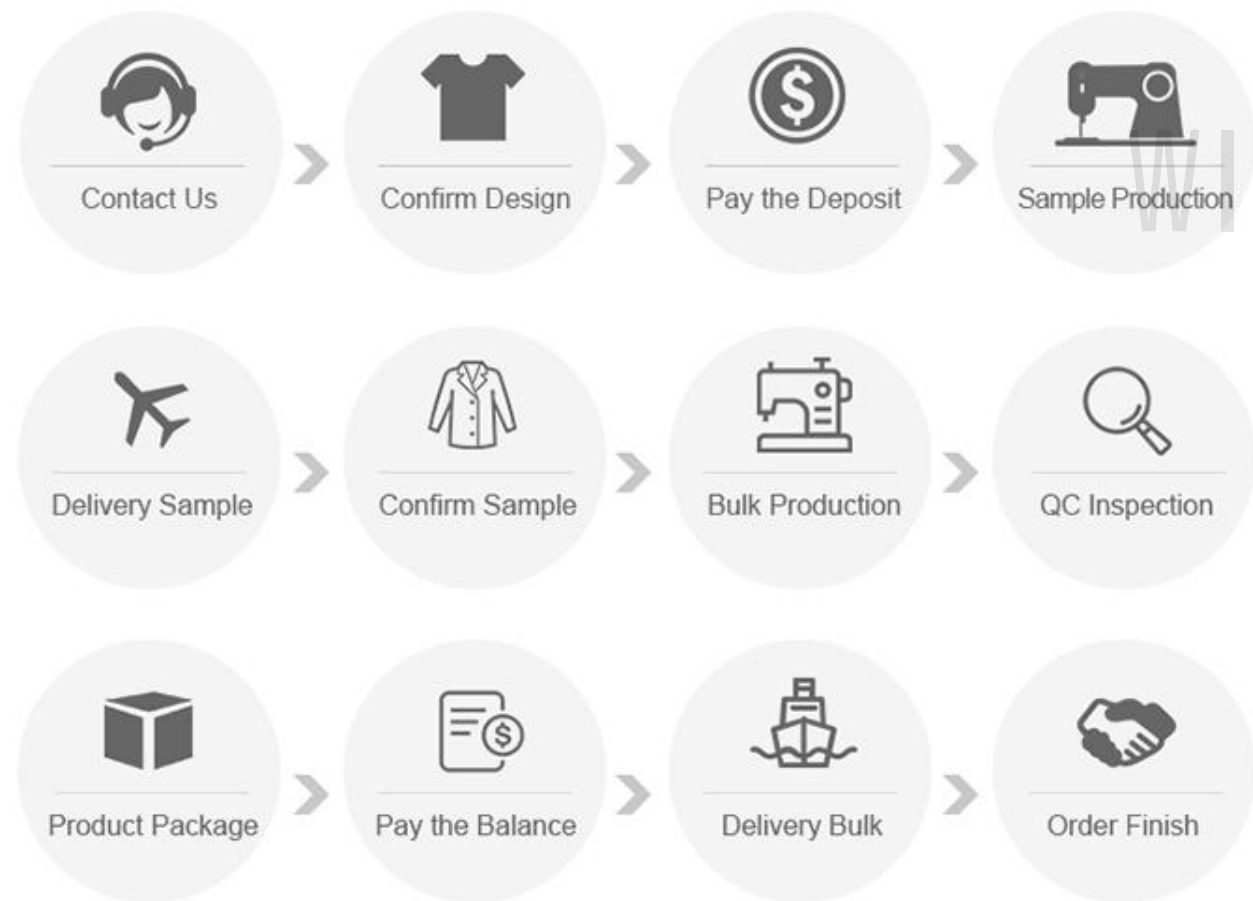 Contact Us
Confirm Design
Pay the Deposit
Sample Production
WI
Delivery Sample
Confirm Sample
Bulk Production
QC Inspection
Product Package
Pay the Balance
Delivery Bulk
Order Finish